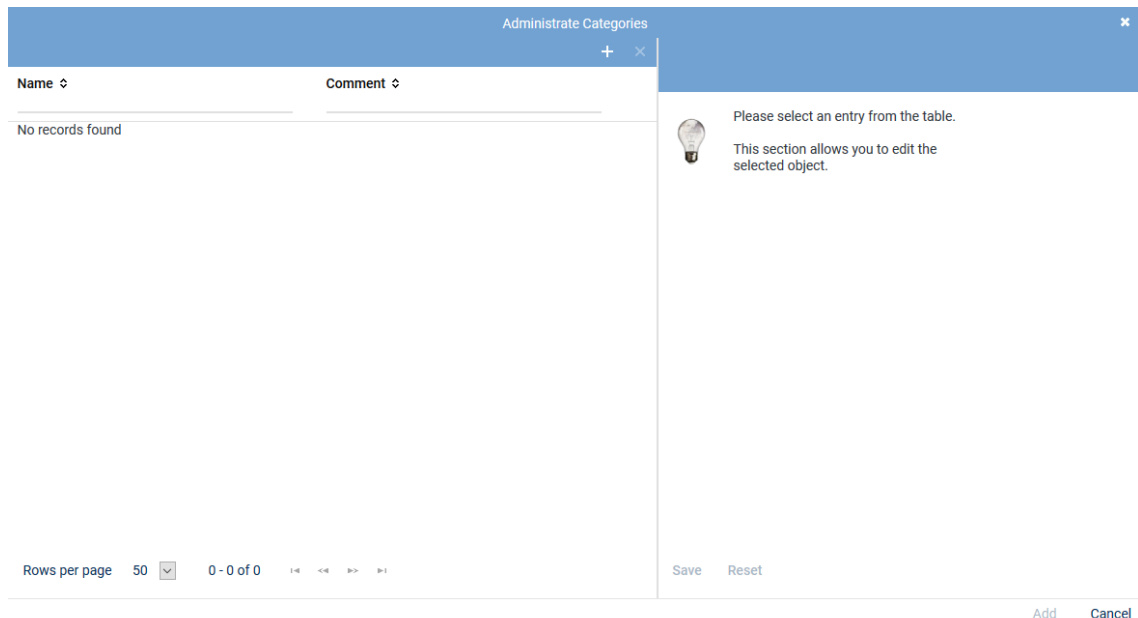 Administrate Categories
Name
Comment
No records found
Please select an entry from the table.
This section allows you to edit the
selected object.
Rows per page 50 0 - 0 of 0
Save Reset
Add Cancel